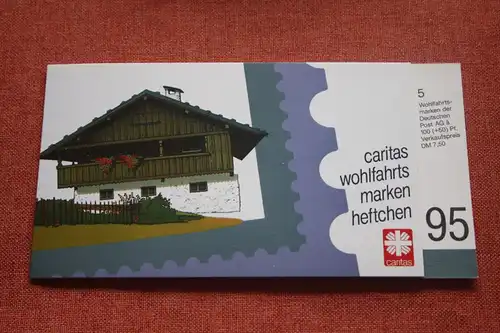 caritas
wohlfahrts
marken
heftchen
caritas
5
Wohlfahrts-
marken der
Deutschen
Post AG à
100 (+50) Pf.
Verkaufspreis
DM 7,50
95